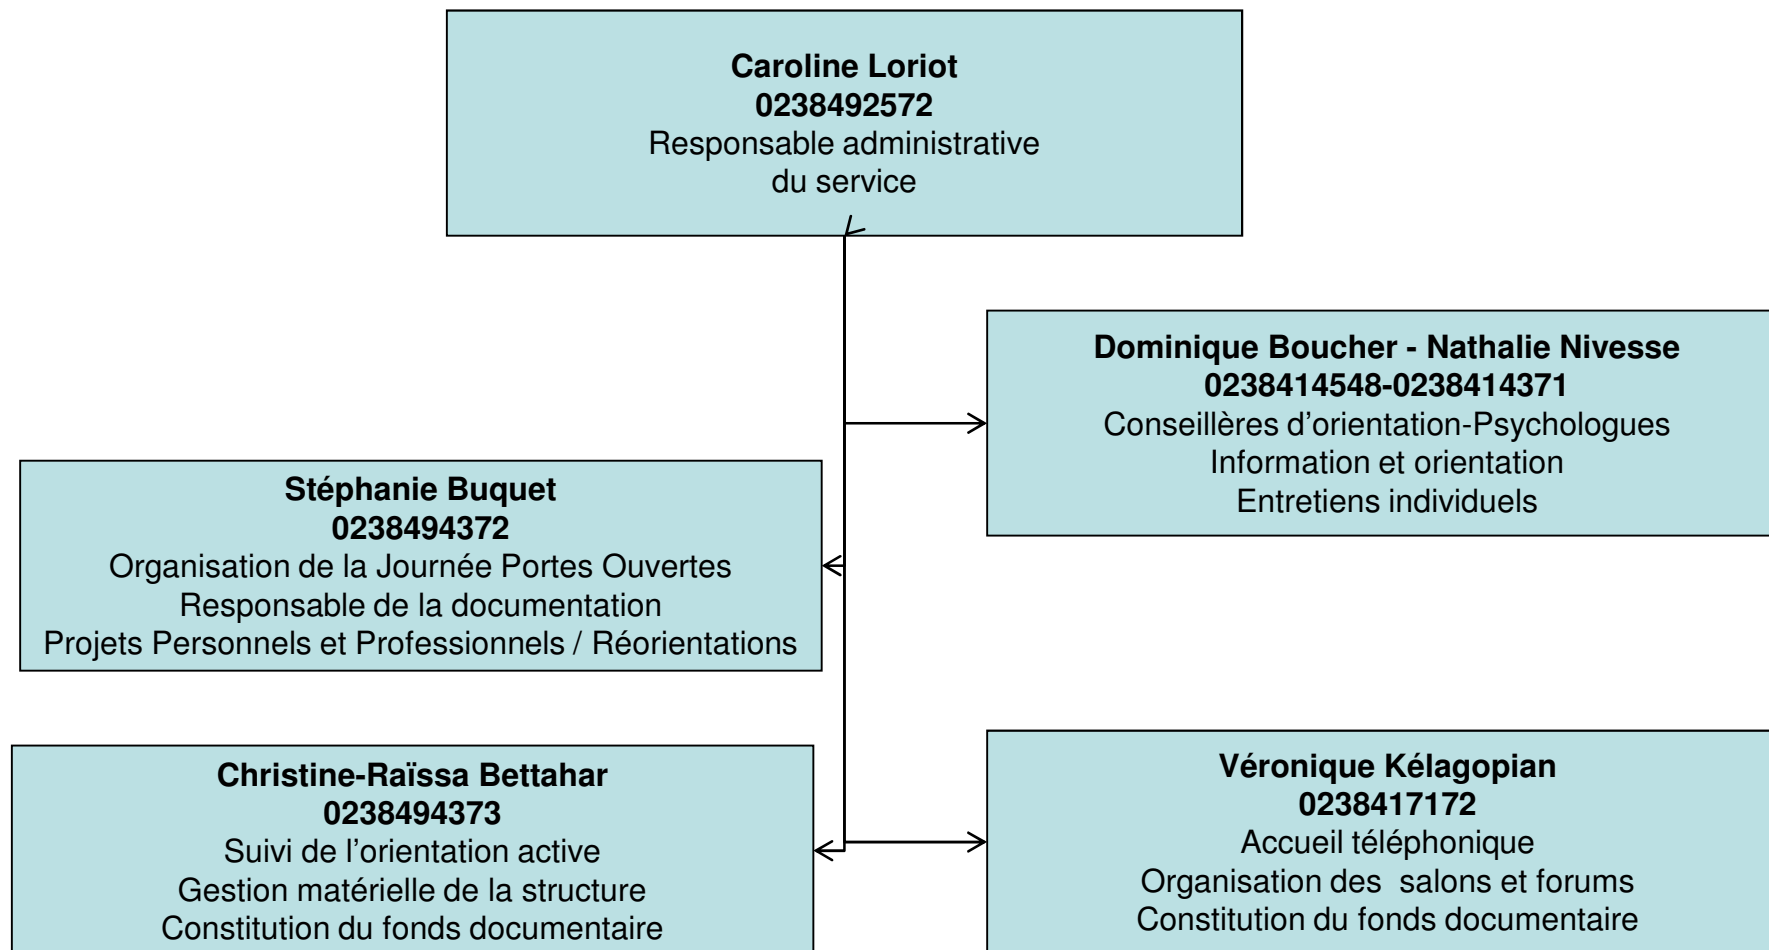 Caroline Loriot
0238492572
Responsable administrative
du service
Dominique Boucher - Nathalie Nivesse
0238414548-0238414371
Conseillères d’orientation-Psychologues
Information et orientation
Entretiens individuels
Stéphanie Buquet
0238494372
Organisation de la Journée Portes Ouvertes
Responsable de la documentation
Projets Personnels et Professionnels / Réorientations
Christine-Raïssa Bettahar
0238494373
Suivi de l’orientation active
Gestion matérielle de la structure
Constitution du fonds documentaire
Véronique Kélagopian
0238417172
Accueil téléphonique
Organisation des  salons et forums
Constitution du fonds documentaire